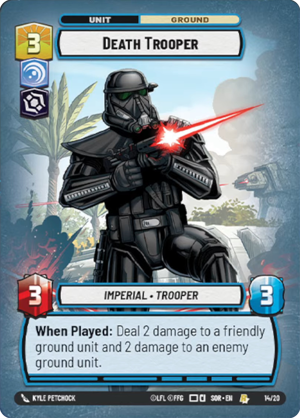 UNIT
GROUND
3
DEATH TROOPER
3
3
IMPERIAL • TROOPER
When Played: Deal 2 damage to a friendly
ground unit and 2 damage to an enemy
ground unit.
KYLE PETCHOCK
©LFL ©FFG
SOR • EN
14/20